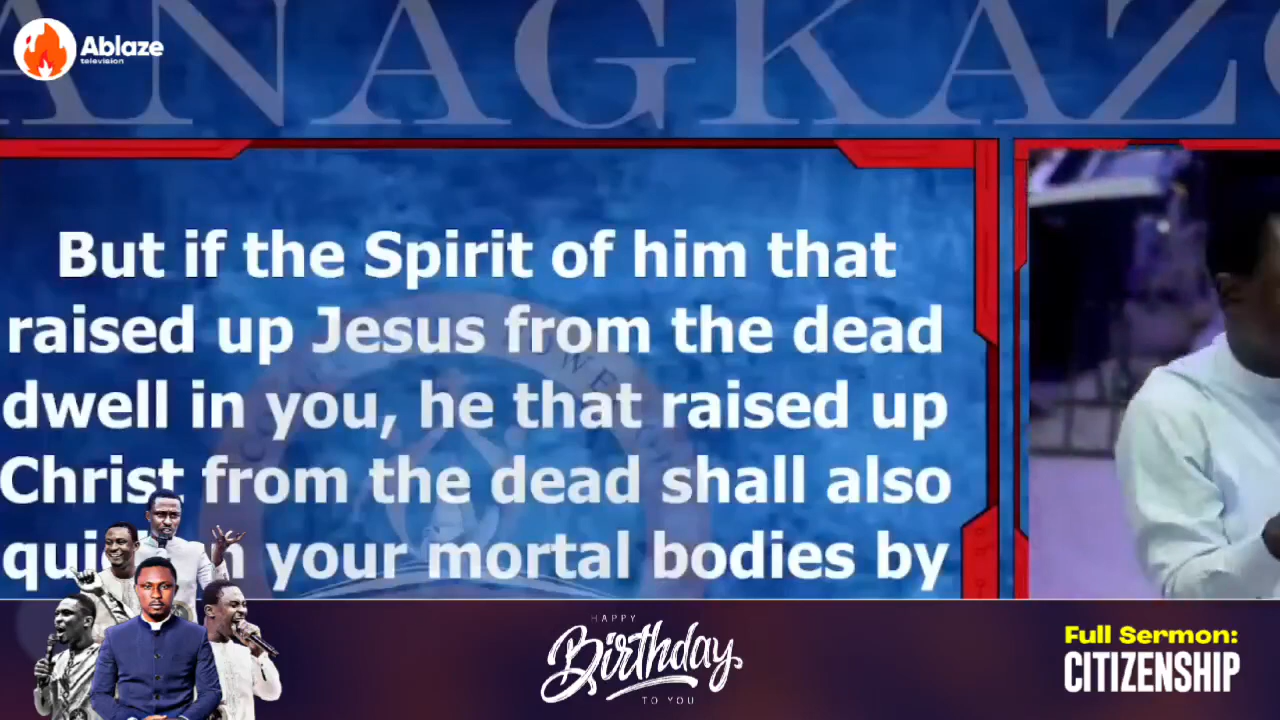 ANAGKAZO
Ablaze
television
But if the Spirit of him that
raised up Jesus from the dead
dwell in you, he that raised up
Christ from the dead shall also
your mortal bodies by
HAPPY
Birthday
TO YOU
Full Sermon:
CITIZENSHIP